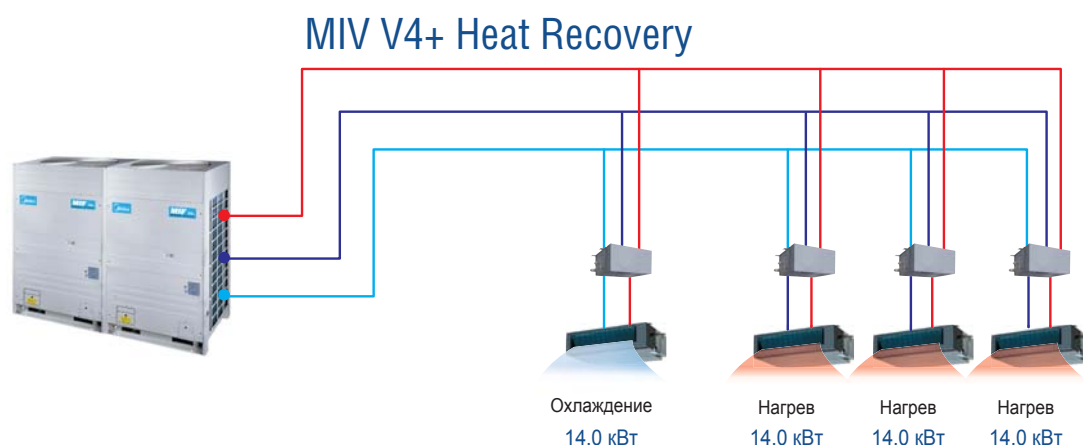 MIV V4+ Heat Recovery
Охлаждение
14.0 кВт
Нагрев
14.0 кВт
Нагрев
14.0 кВт
Нагрев
14.0 кВт